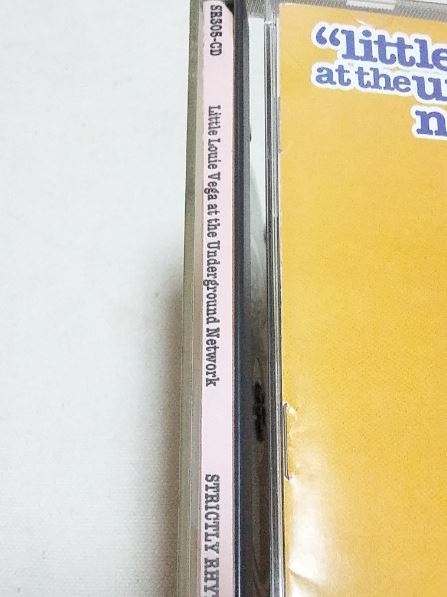 SR305-CD
Little Louie Vega at the Underground Network
STRICTLY RHY
“little
at the u
n